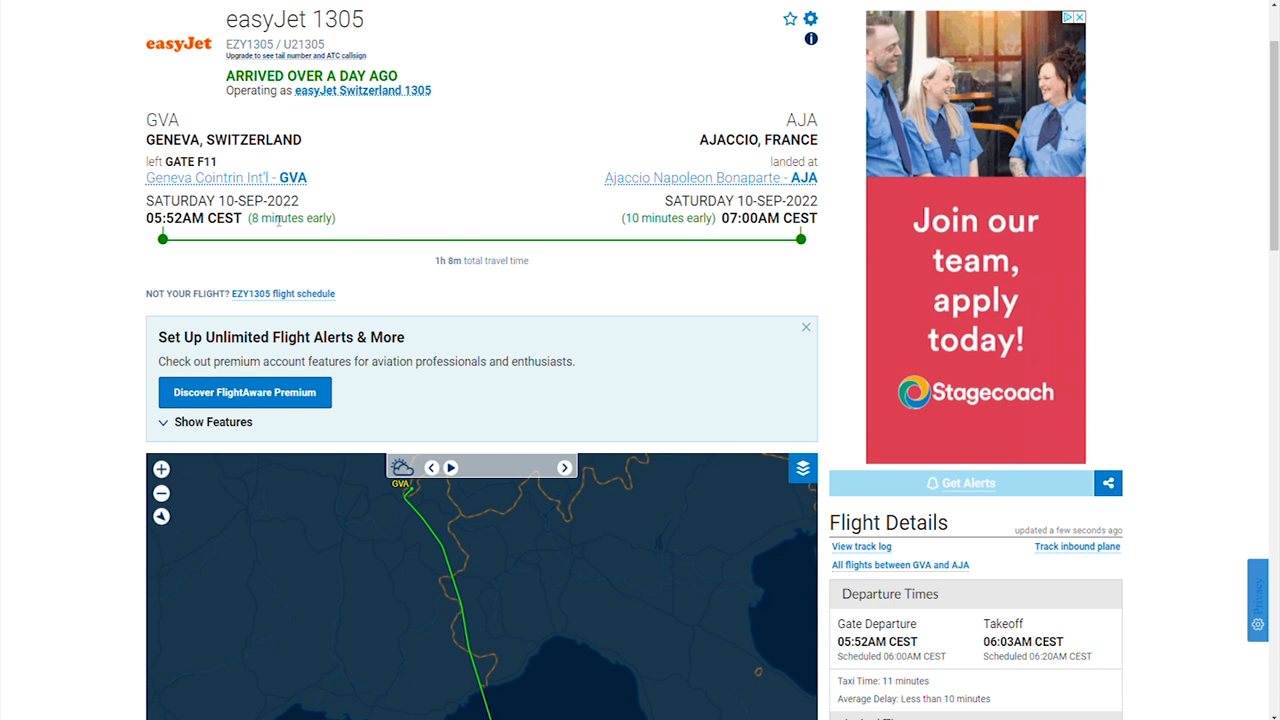 easyJet 1305
easyJet
EZY1305 / U21305
Upgrade to see tail number and ATC callsign
ARRIVED OVER A DAY AGO
Operating as easyJet Switzerland 1305
GVA
AJA
GENEVA, SWITZERLAND
AJACCIO, FRANCE
left GATE F11
landed at
Geneva Cointrin Int'l - GVA
Ajaccio Napoleon Bonaparte - AJA
SATURDAY 10-SEP-2022
SATURDAY 10-SEP-2022
05:52AM CEST (8 minutes early)
(10 minutes early) 07:00AM CEST
1h 8m total travel time
NOT YOUR FLIGHT? EZY1305 flight schedule
Set Up Unlimited Flight Alerts & More
Check out premium account features for aviation professionals and enthusiasts.
Discover FlightAware Premium
Show Features
GVA
Join our
team,
apply
today!
Stagecoach
Get Alerts
Flight Details
updated a few seconds ago
View track log
Track inbound plane
All flights between GVA and AJA
Departure Times
Gate Departure
Takeoff
05:52AM CEST
06:03AM CEST
Scheduled 06:00AM CEST
Scheduled 06:20AM CEST
Taxi Time: 11 minutes
Average Delay: Less than 10 minutes
Privacy